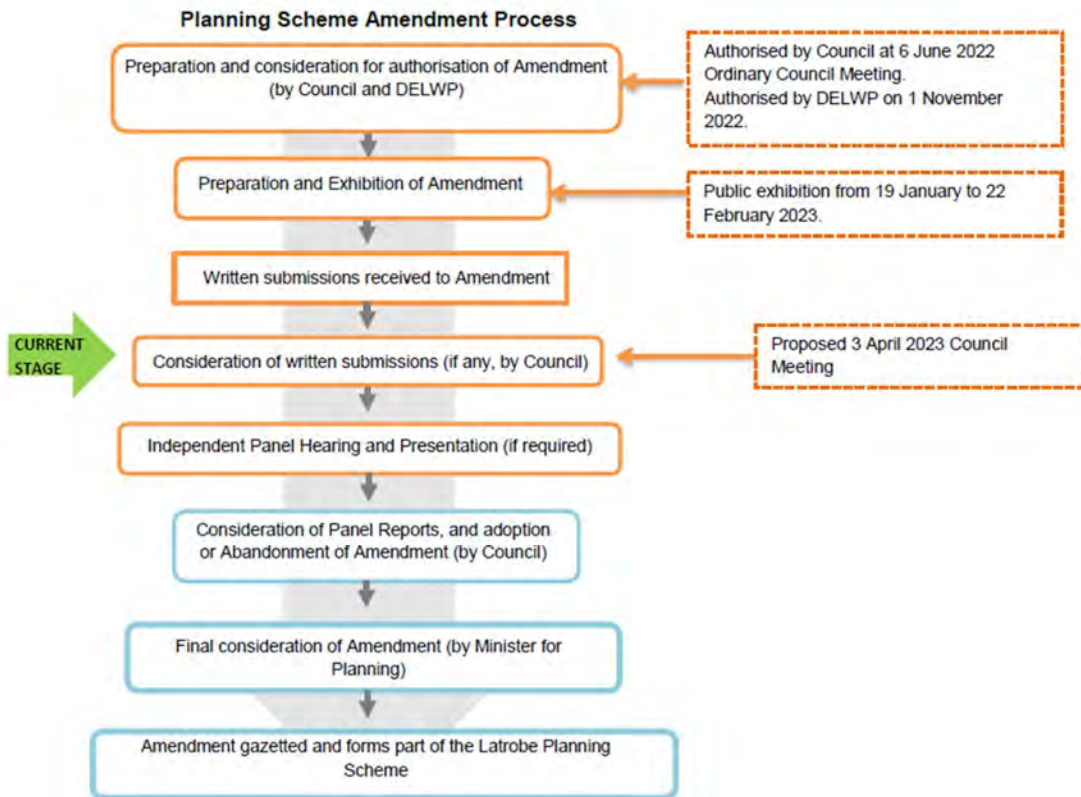 Planning Scheme Amendment Process
Preparation and consideration for authorisation of Amendment
(by Council and DELWP)
Authorised by Council at 6 June 2022
Ordinary Council Meeting.
Authorised by DELWP on 1 November
2022.
Preparation and Exhibition of Amendment
Public exhibition from 19 January to 22
February 2023.
Written submissions received to Amendment
CURRENT
STAGE
Consideration of written submissions (if any, by Council)
Proposed 3 April 2023 Council
Meeting
Independent Panel Hearing and Presentation (if required)
Consideration of Panel Reports, and adoption
or Abandonment of Amendment (by Council)
Final consideration of Amendment (by Minister for
Planning)
Amendment gazetted and forms part of the Latrobe Planning
Scheme